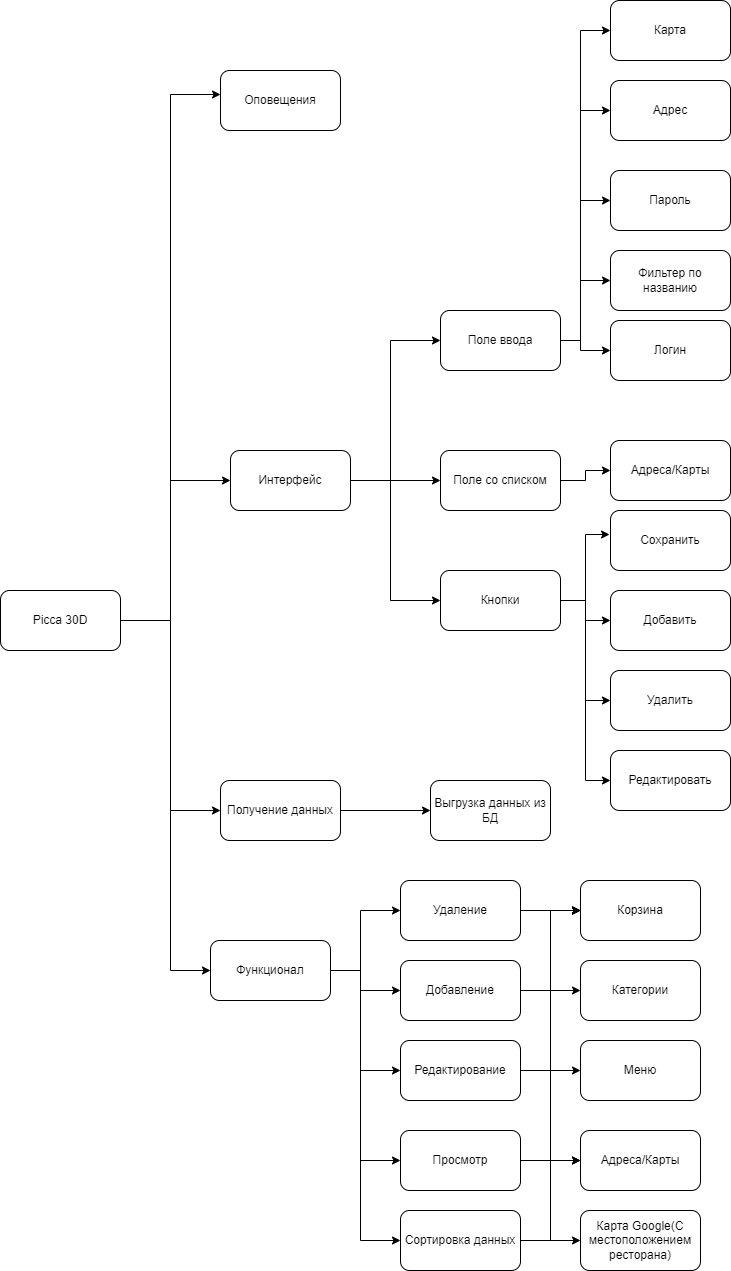 Карта
Оповещения
Адрес
Пароль
Фильтр по
названию
Поле ввода
Логин
Интерфейс
Поле со списком
Адреса/Карты
Сохранить
Кнопки
Picca 30D
Добавить
Удалить
Редактировать
Получение данных
Выгрузка данных из
БД
Удаление
Корзина
Функционал
Добавление
Категории
Редактирование
Меню
Просмотр
Адреса/Карты
Сортировка данных
Карта Google(С
местоположением
ресторана)